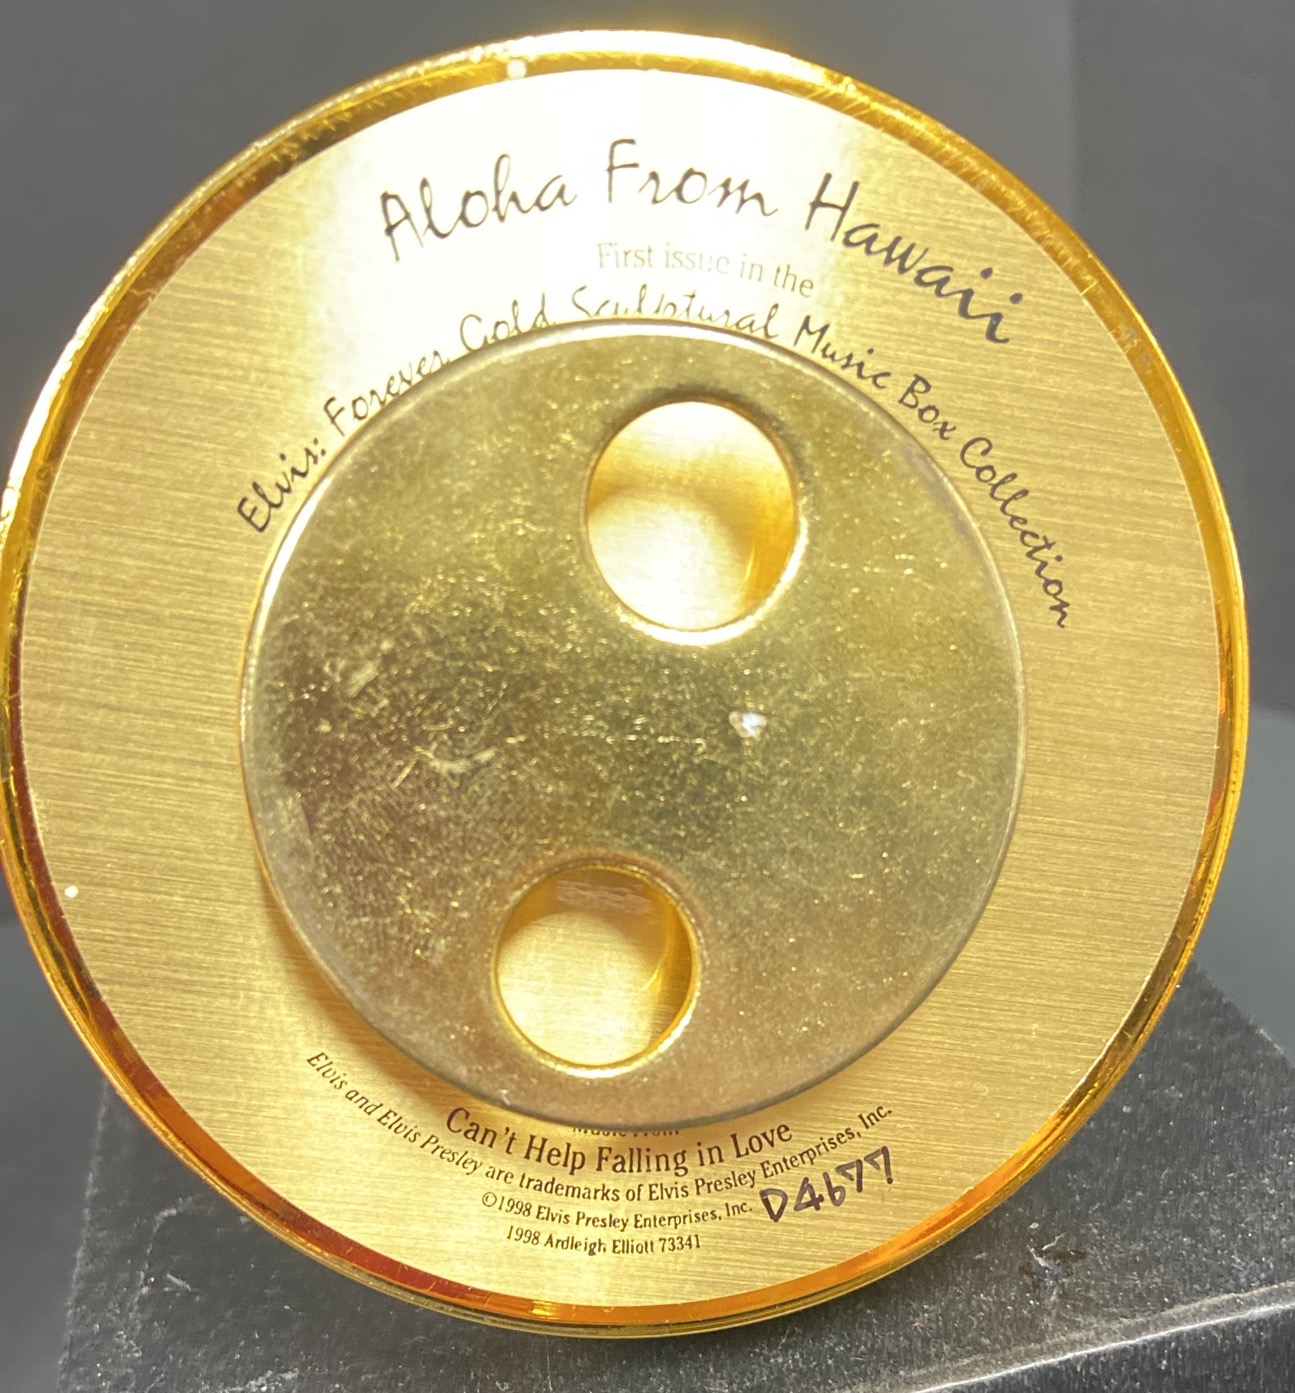 Aloha From Hawaii
First issue in the
Elvis: Forever Gold Sculptural Music Box Collection
Music From
Can't Help Falling in Love
Elvis and Elvis Presley are trademarks of Elvis Presley Enterprises, Inc.
©1998 Elvis Presley Enterprises, Inc.
D4677
1998 Ardleigh Elliott 73341